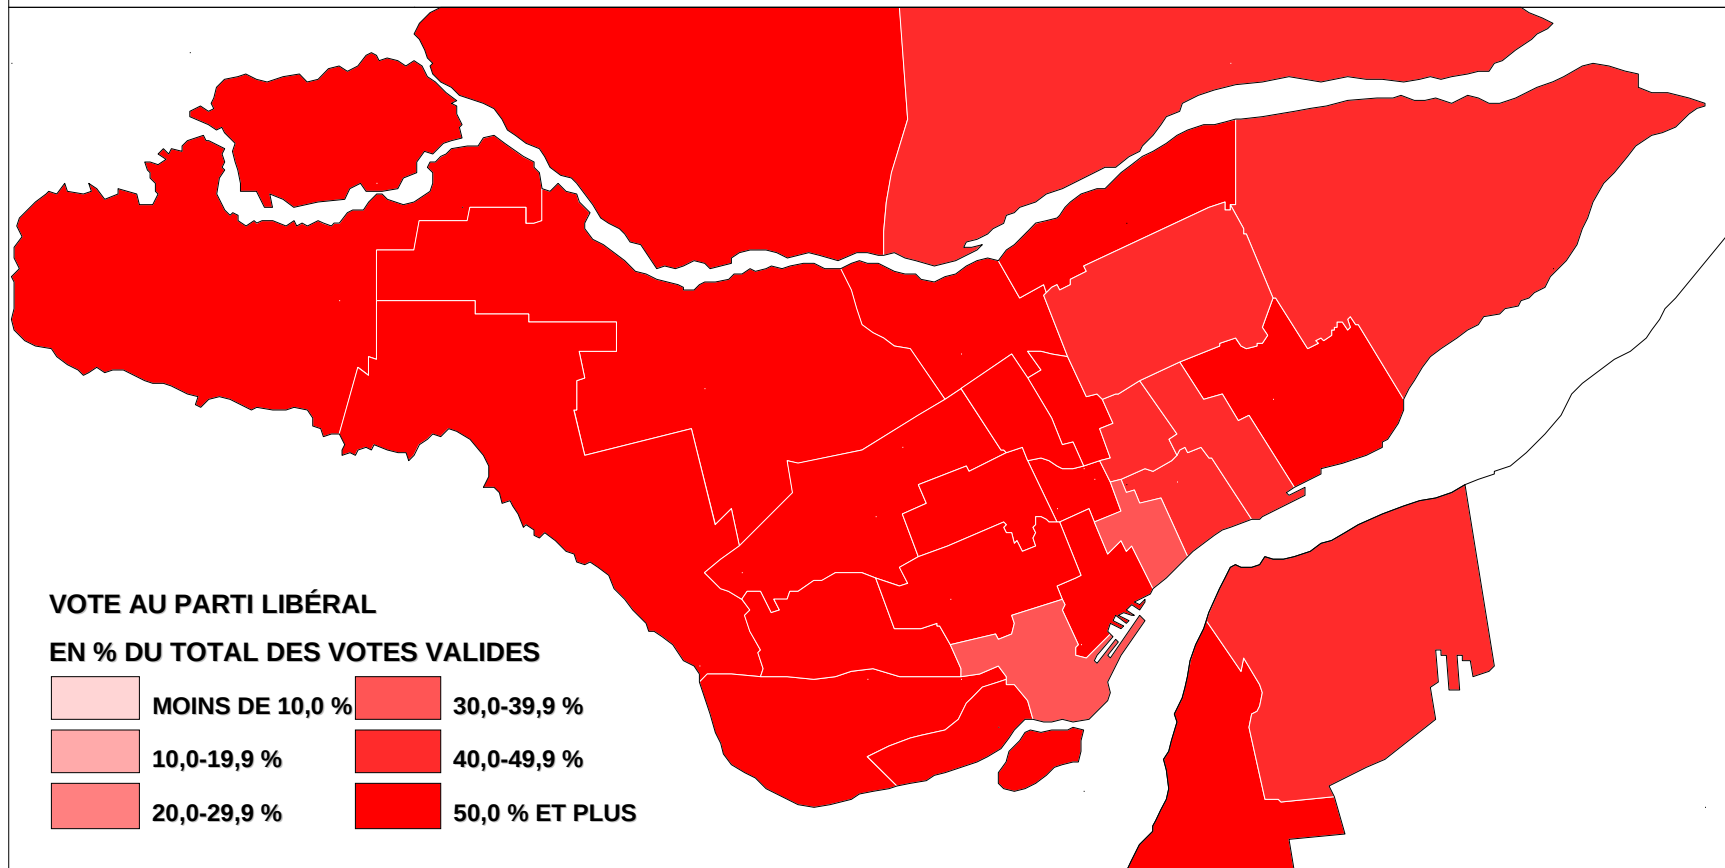 VOTE AU PARTI LIBÉRAL
EN % DU TOTAL DES VOTES VALIDES
MOINS DE 10,0 %
10,0-19,9 %
20,0-29,9 %
30,0-39,9 %
40,0-49,9 %
50,0 % ET PLUS